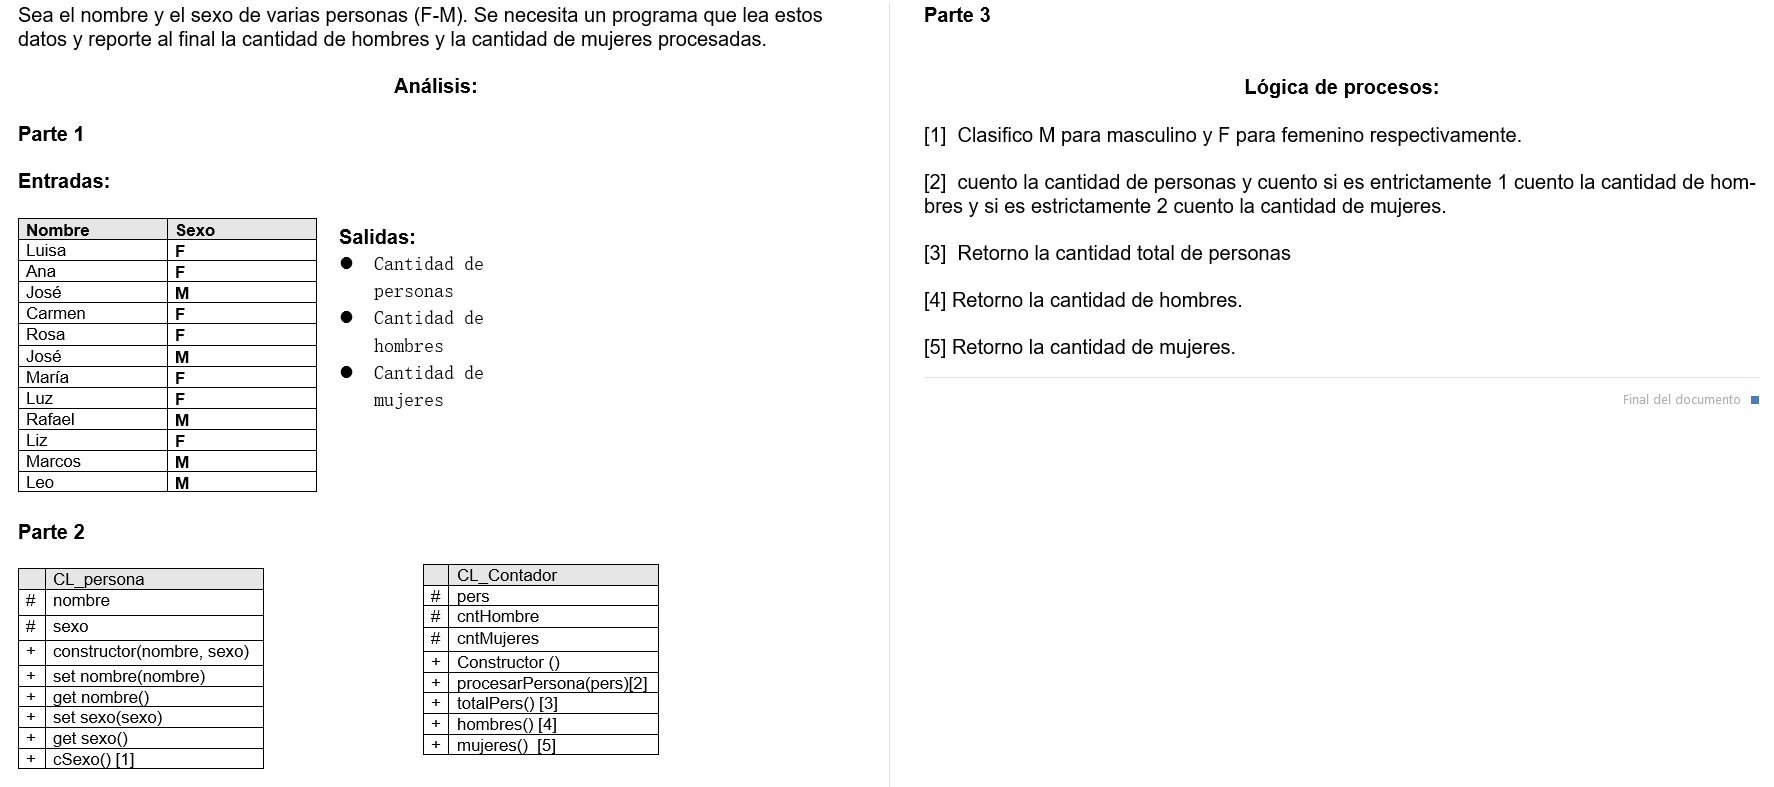 Sea el nombre y el sexo de varias personas (F-M). Se necesita un programa que lea estos
datos y reporte al final la cantidad de hombres y la cantidad de mujeres procesadas.
Análisis:
Parte 1
Entradas:
Nombre Sexo
Luisa F
Ana F
José M
Carmen F
Rosa F
José M
María F
Luz F
Rafael M
Liz F
Marcos M
Leo M
Salidas:
● Cantidad de
personas
● Cantidad de
hombres
● Cantidad de
mujeres
Parte 2
CL_persona
# nombre
# sexo
+ constructor(nombre, sexo)
+ set nombre(nombre)
+ get nombre()
+ set sexo(sexo)
+ get sexo()
+ cSexo() [1]
CL_Contador
# pers
# cntHombre
# cntMujeres
+ Constructor ()
+ procesarPersona(pers)[2]
+ totalPers() [3]
+ hombres() [4]
+ mujeres() [5]
Parte 3
Lógica de procesos:
[1] Clasifico M para masculino y F para femenino respectivamente.
[2] cuento la cantidad de personas y cuento si es entrictamente 1 cuento la cantidad de hom-
bres y si es estrictamente 2 cuento la cantidad de mujeres.
[3] Retorno la cantidad total de personas
[4] Retorno la cantidad de hombres.
[5] Retorno la cantidad de mujeres.
Final del documento